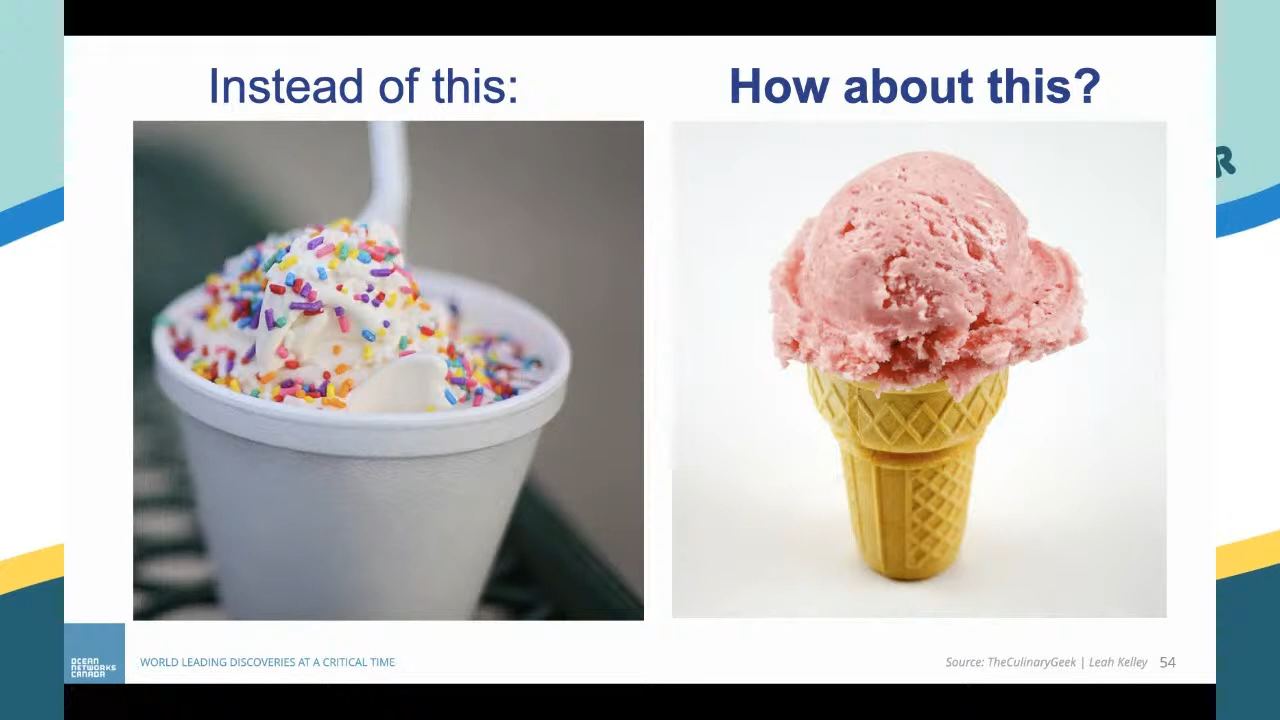 Instead of this:
How about this?
R
OCEAN
NETWORKS
CANADA
WORLD LEADING DISCOVERIES AT A CRITICAL TIME
Source: TheCulinaryGeek | Leah Kelley
54